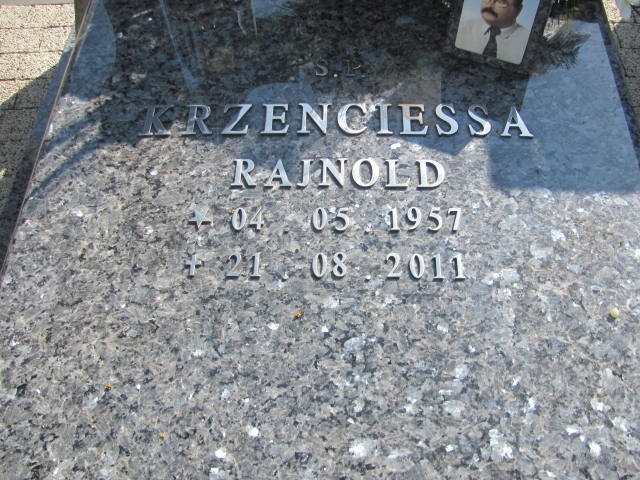 Ś.P.
KRZENCIESSA
RAJNOLD
* 04. 05. 1957
+ 21. 08. 2011